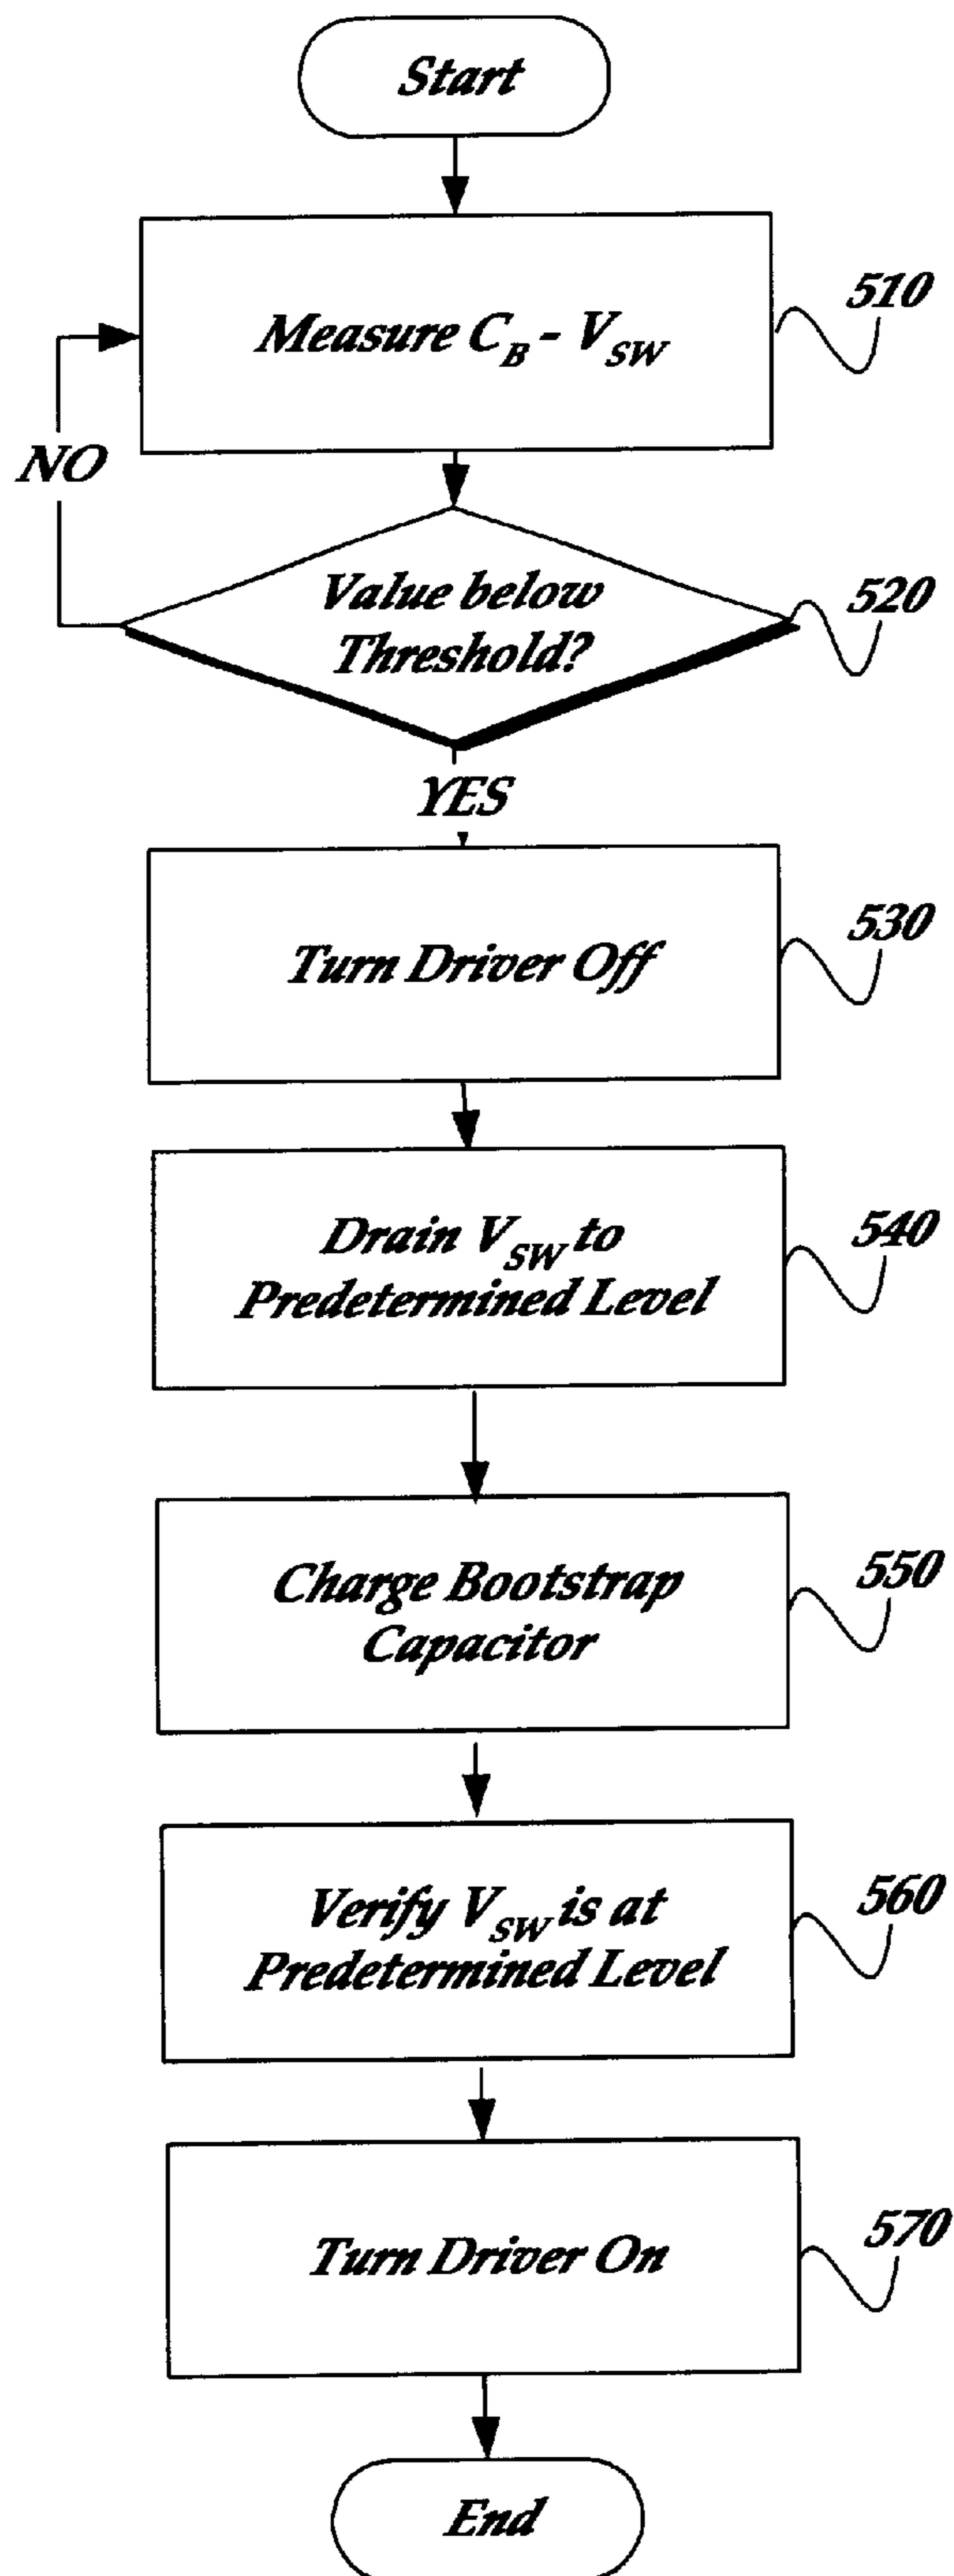 Start
Measure C_B - V_SW
510
NO
Value below
Threshold?
520
YES
Turn Driver Off
530
Drain V_SW to
Predetermined Level
540
Charge Bootstrap
Capacitor
550
Verify V_SW is at
Predetermined Level
560
Turn Driver On
570
End